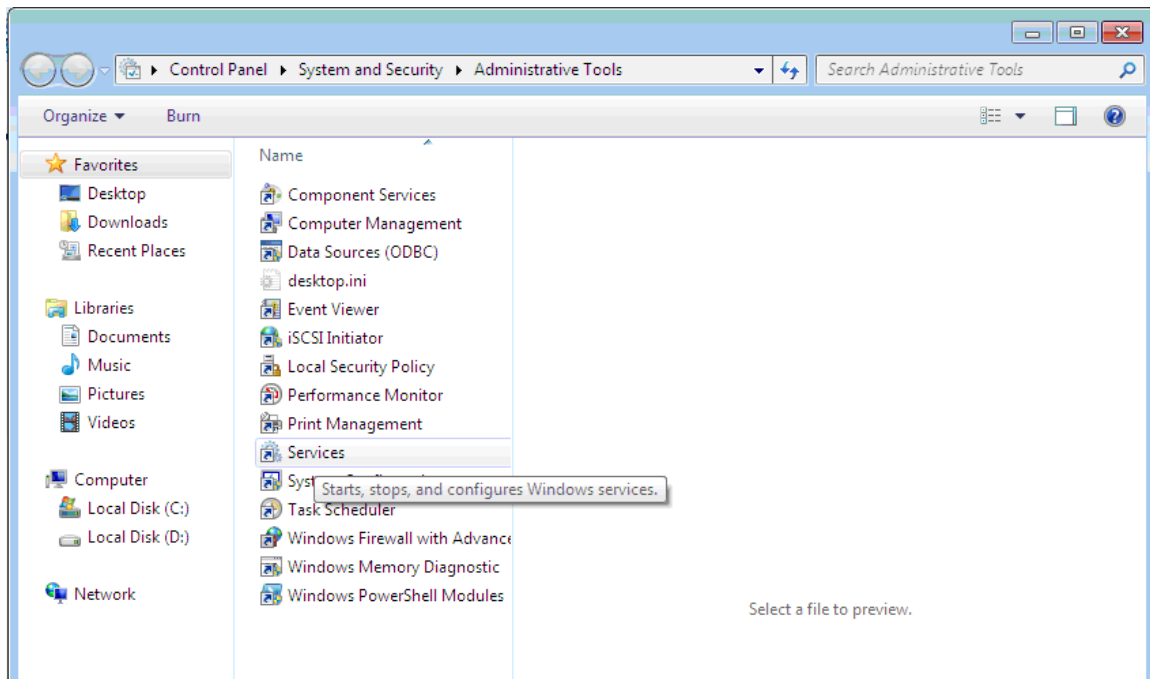 Control Panel System and Security Administrative Tools
Search Administrative Tools
Organize Burn
Favorites
Desktop
Downloads
Recent Places
Libraries
Documents
Music
Pictures
Videos
Computer
Local Disk (C:)
Local Disk (D:)
Network
Name
Component Services
Computer Management
Data Sources (ODBC)
desktop.ini
Event Viewer
iSCSI Initiator
Local Security Policy
Performance Monitor
Print Management
Services
Starts, stops, and configures Windows services.
Task Scheduler
Windows Firewall with Advance
Windows Memory Diagnostic
Windows PowerShell Modules
Select a file to preview.